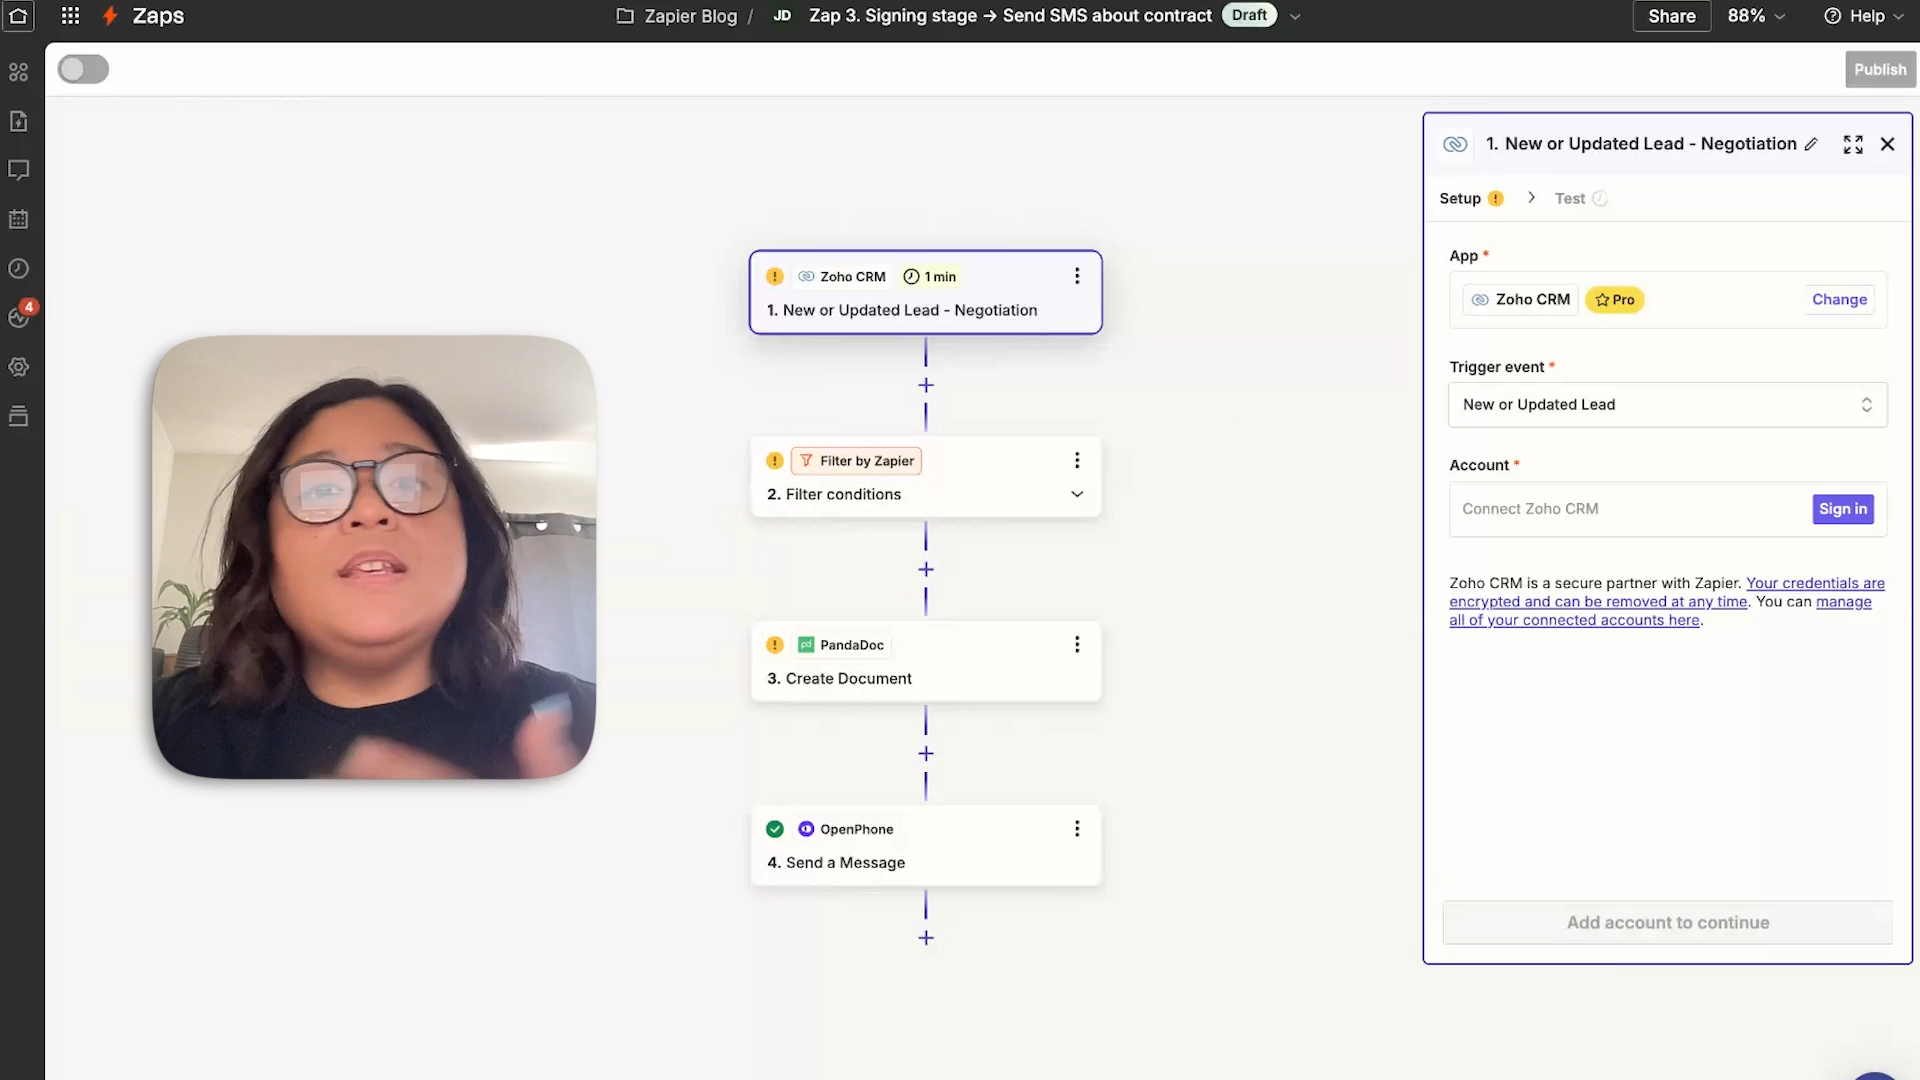 Zaps
Zapier Blog / JD Zap 3. Signing stage → Send SMS about contract Draft
Share 88% Help
Publish
4
1. New or Updated Lead - Negotiation
Setup ! > Test
App *
Zoho CRM Pro Change
Trigger event *
New or Updated Lead
Account *
Connect Zoho CRM Sign in
Zoho CRM is a secure partner with Zapier. Your credentials are
encrypted and can be removed at any time. You can manage
all of your connected accounts here.
Add account to continue
! Zoho CRM 1 min
1. New or Updated Lead - Negotiation
! Filter by Zapier
2. Filter conditions
! pd PandaDoc
3. Create Document
OpenPhone
4. Send a Message